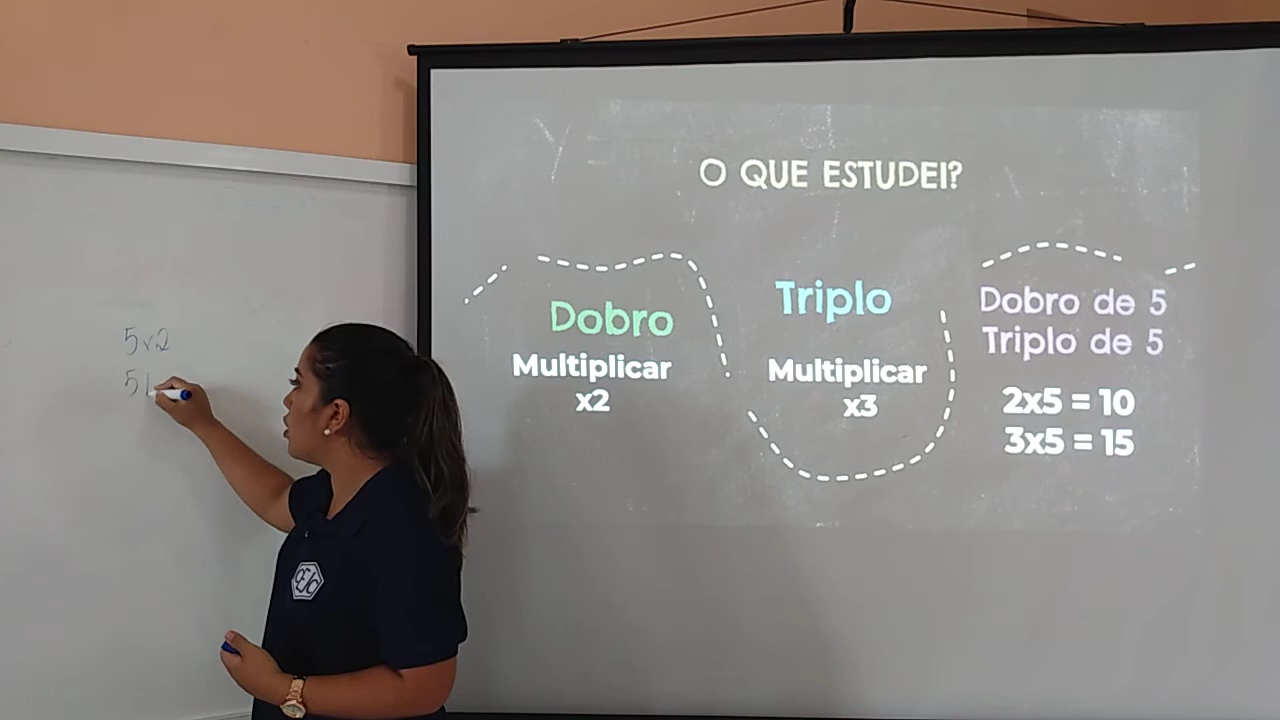 O QUE ESTUDEI?
Dobro
Multiplicar
x2
Triplo
Multiplicar
x3
Dobro de 5
Triplo de 5
2x5 = 10
3x5 = 15
5x2
5